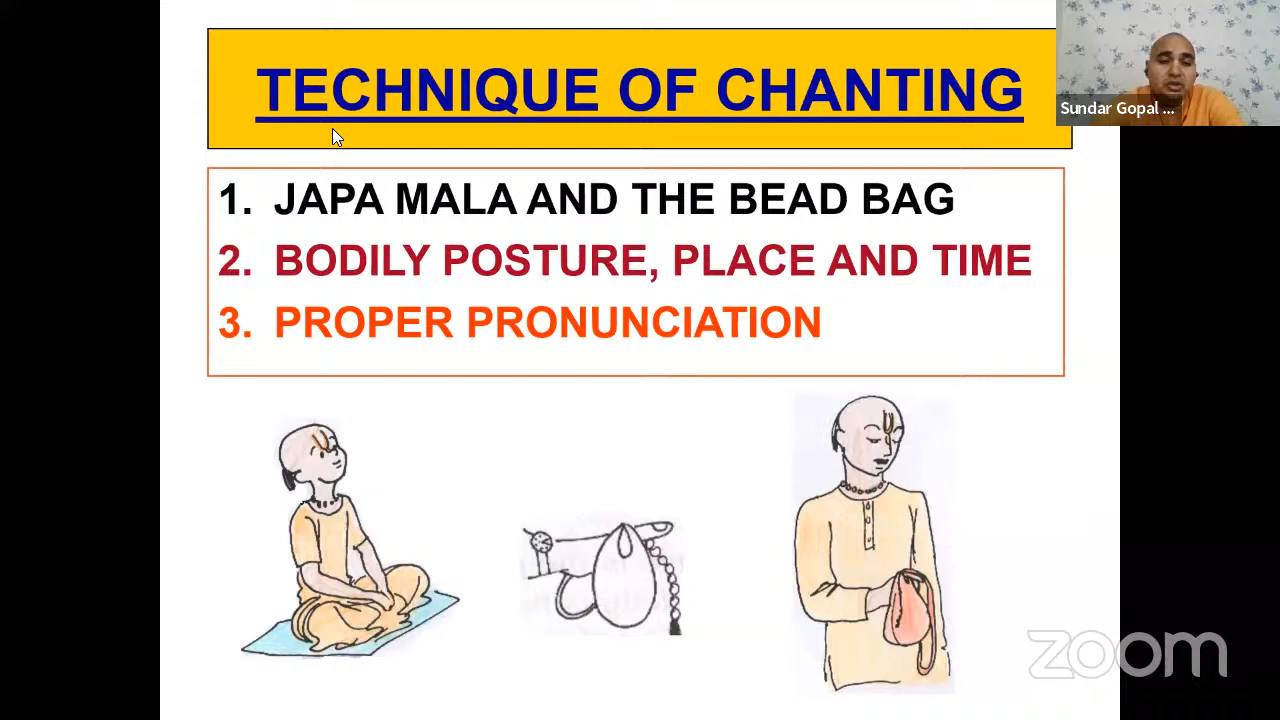 TECHNIQUE OF CHANTING
Sundar Gopal ...
1. JAPA MALA AND THE BEAD BAG
2. BODILY POSTURE, PLACE AND TIME
3. PROPER PRONUNCIATION
zoom